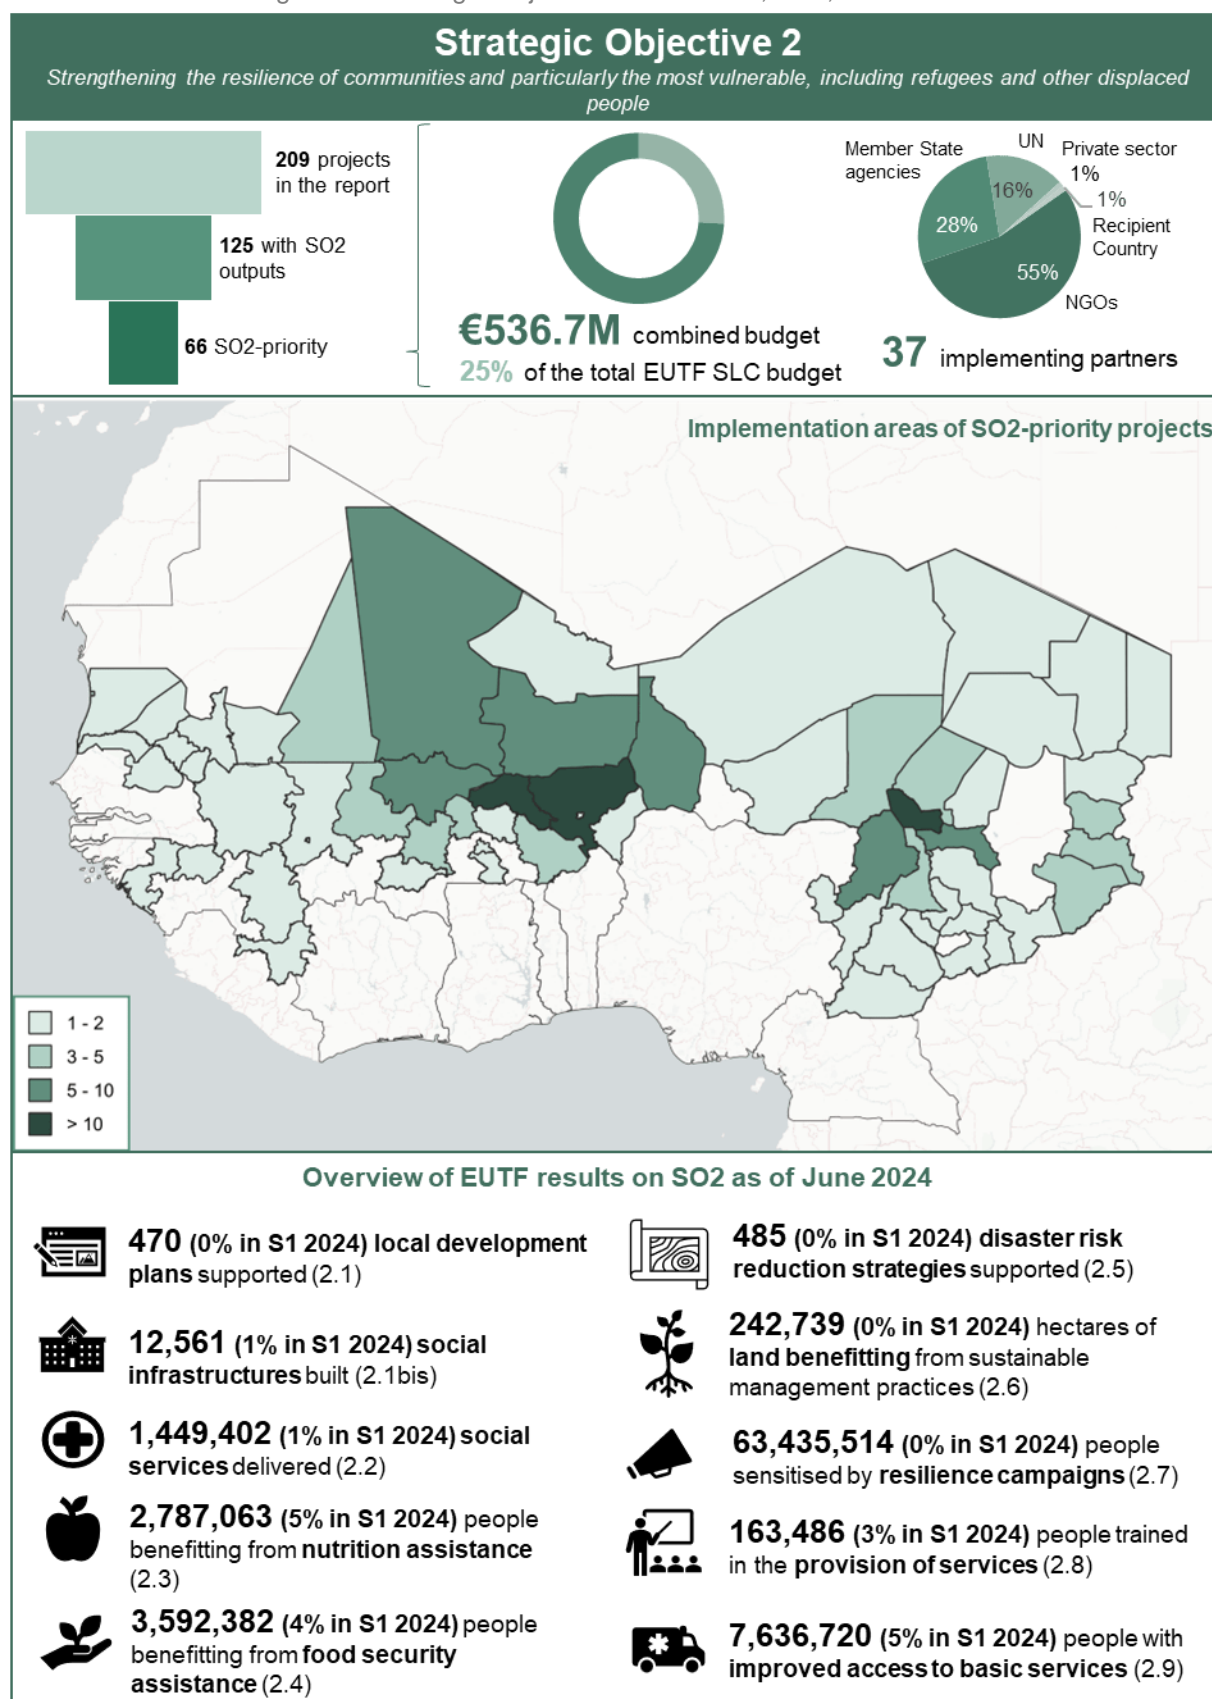 Strategic Objective 2
Strengthening the resilience of communities and particularly the most vulnerable, including refugees and other displaced
people
209 projects
in the report
125 with SO2
outputs
66 SO2-priority
€536.7M combined budget
25% of the total EUTF SLC budget
Member State
agencies
UN
Private sector
1%
16%
1%
28%
Recipient
Country
55%
NGOs
37 implementing partners
Implementation areas of SO2-priority projects
1 - 2
3 - 5
5 - 10
> 10
Overview of EUTF results on SO2 as of June 2024
470 (0% in S1 2024) local development
plans supported (2.1)
12,561 (1% in S1 2024) social
infrastructures built (2.1bis)
1,449,402 (1% in S1 2024) social
services delivered (2.2)
2,787,063 (5% in S1 2024) people
benefitting from nutrition assistance
(2.3)
3,592,382 (4% in S1 2024) people
benefitting from food security
assistance (2.4)
485 (0% in S1 2024) disaster risk
reduction strategies supported (2.5)
242,739 (0% in S1 2024) hectares of
land benefitting from sustainable
management practices (2.6)
63,435,514 (0% in S1 2024) people
sensitised by resilience campaigns (2.7)
163,486 (3% in S1 2024) people trained
in the provision of services (2.8)
7,636,720 (5% in S1 2024) people with
improved access to basic services (2.9)